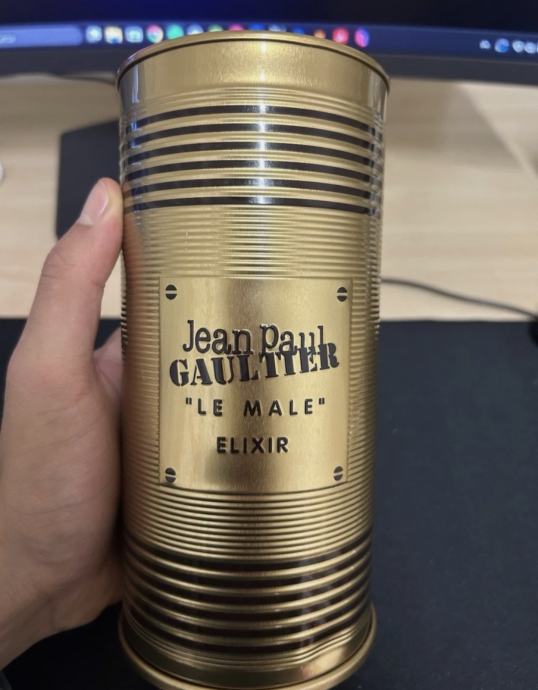 Jean Paul
GAULTIER
"LE MALE"
ELIXIR